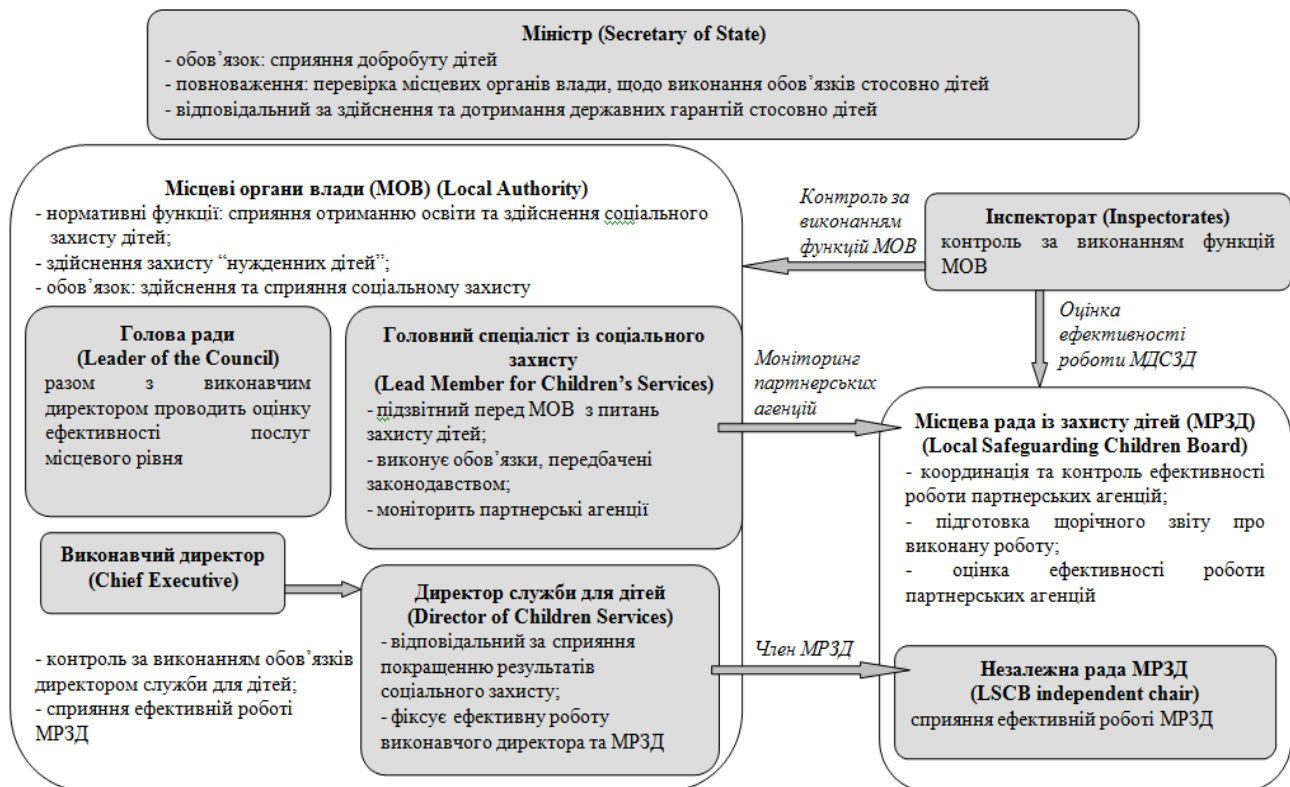 Міністр (Secretary of State)
- обов’язок: сприяння добробуту дітей
- повноваження: перевірка місцевих органів влади, щодо виконання обов’язків стосовно дітей
- відповідальний за здійснення та дотримання державних гарантій стосовно дітей
Місцеві органи влади (МОВ) (Local Authority)
- нормативні функції: сприяння отриманню освіти та здійснення соціального
захисту дітей;
- здійснення захисту “нужденних дітей”;
- обов’язок: здійснення та сприяння соціальному захисту
Голова ради
(Leader of the Council)
разом з виконавчим
директором проводить оцінку
ефективності послуг
місцевого рівня
Головний спеціаліст із соціального
захисту
(Lead Member for Children’s Services)
- підзвітний перед МОВ з питань
захисту дітей;
- виконує обов’язки, передбачені
законодавством;
- моніторить партнерські агенції
Виконавчий директор
(Chief Executive)
- контроль за виконанням обов’язків
директором служби для дітей;
- сприяння ефективній роботі
МРЗД
Директор служби для дітей
(Director of Children Services)
- відповідальний за сприяння
покращенню результатів
соціального захисту;
- фіксує ефективну роботу
виконавчого директора та МРЗД
Контроль за
виконанням
функцій МОВ
Інспекторат (Inspectorates)
контроль за виконанням функцій
МОВ
Оцінка
ефективності
роботи МДСЗД
Моніторинг
партнерських
агенцій
Місцева рада із захисту дітей (МРЗД)
(Local Safeguarding Children Board)
- координація та контроль ефективності
роботи партнерських агенцій;
- підготовка щорічного звіту про
виконану роботу;
- оцінка ефективності роботи
партнерських агенцій
Член МРЗД
Незалежна рада МРЗД
(LSCB independent chair)
сприяння ефективній роботі МРЗД